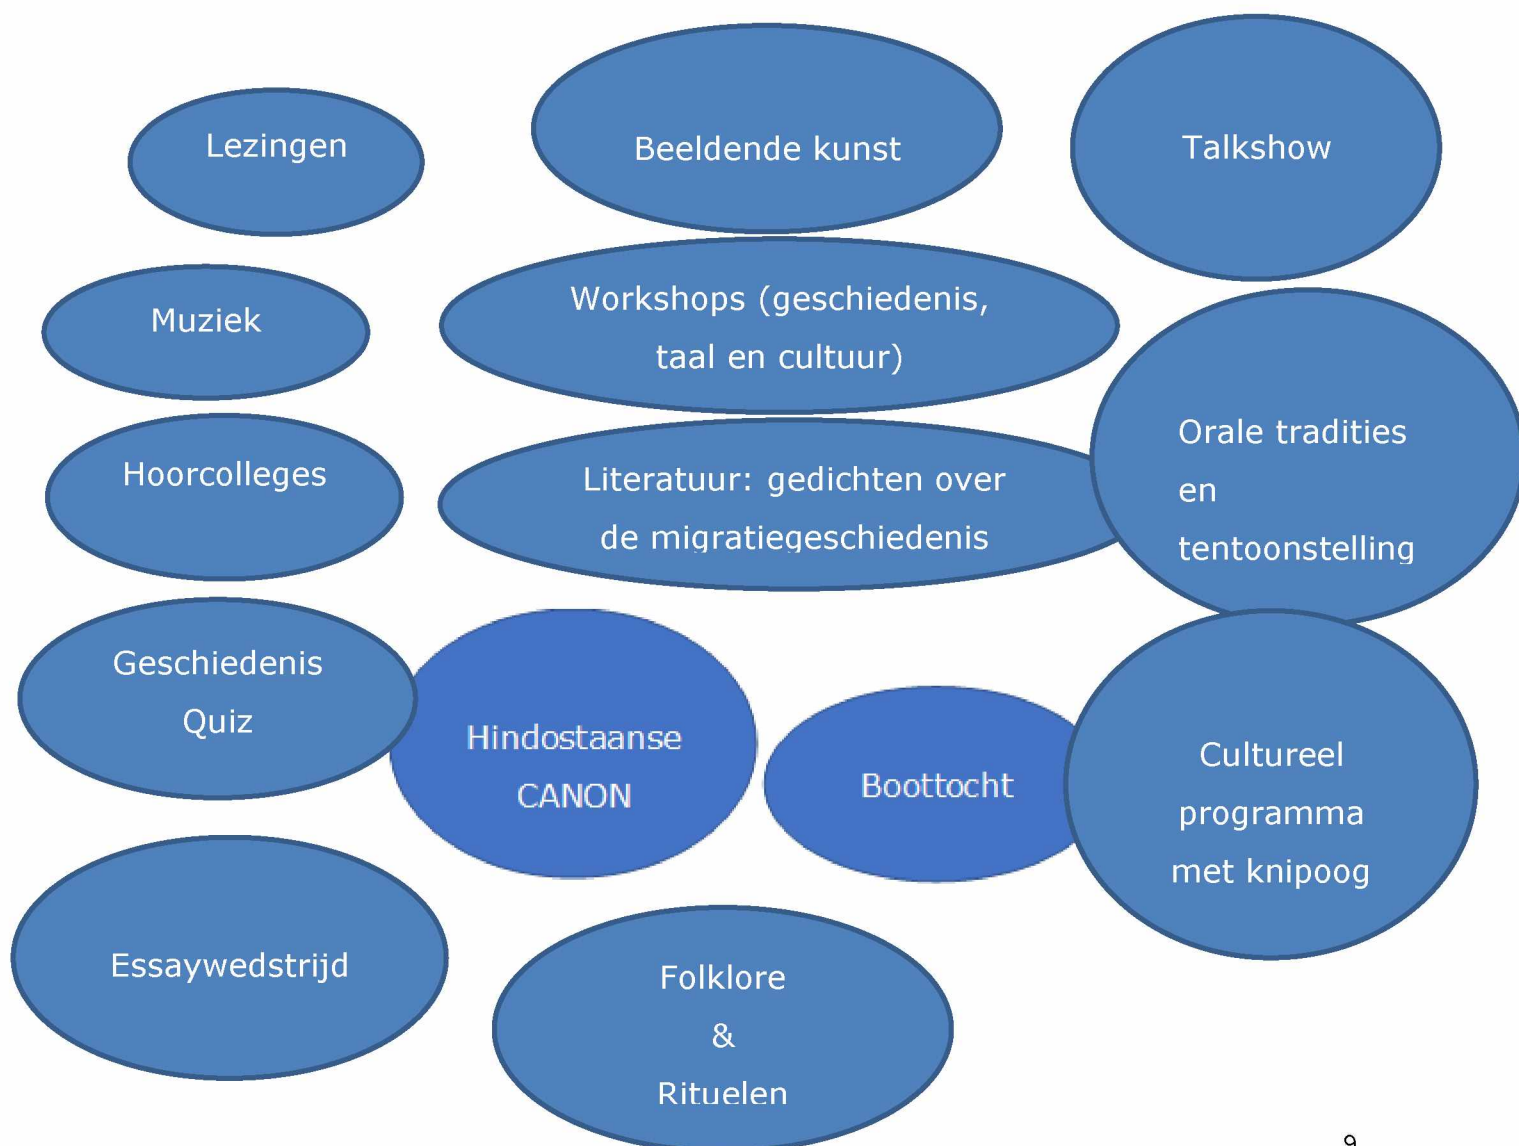 Lezingen
Beeldende kunst
Talkshow
Muziek
Workshops (geschiedenis,
taal en cultuur)
Hoorcolleges
Literatuur: gedichten over
de migratiegeschiedenis
Orale tradities
en
tentoonstelling
Geschiedenis
Quiz
Hindostaanse
CANON
Boottocht
Cultureel
programma
met knipoog
Essaywedstrijd
Folklore
&
Rituelen
9